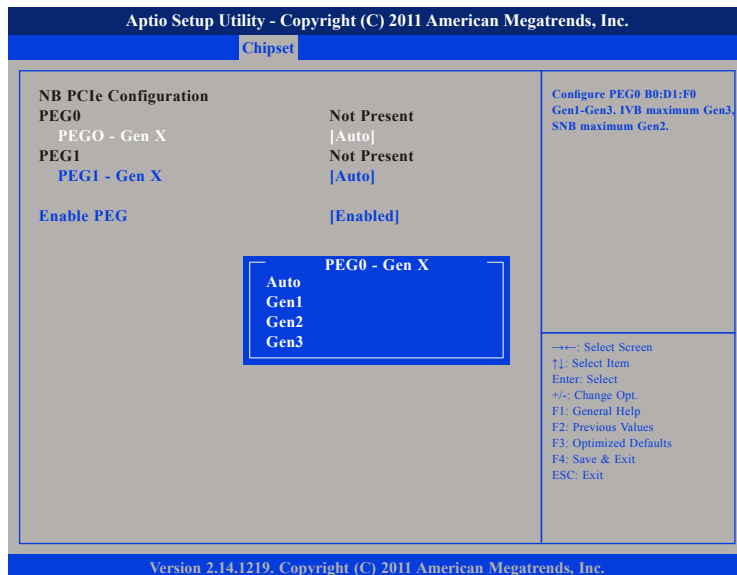 Aptio Setup Utility - Copyright (C) 2011 American Megatrends, Inc.
Chipset
NB PCIe Configuration
PEG0 Not Present
PEGO - Gen X [Auto]
PEG1 Not Present
PEG1 - Gen X [Auto]
Enable PEG [Enabled]
PEG0 - Gen X
Auto
Gen1
Gen2
Gen3
Configure PEG0 B0:D1:F0
Gen1-Gen3. IVB maximum Gen3,
SNB maximum Gen2.
→←: Select Screen
↑↓: Select Item
Enter: Select
+/-: Change Opt.
F1: General Help
F2: Previous Values
F3: Optimized Defaults
F4: Save & Exit
ESC: Exit
Version 2.14.1219. Copyright (C) 2011 American Megatrends, Inc.